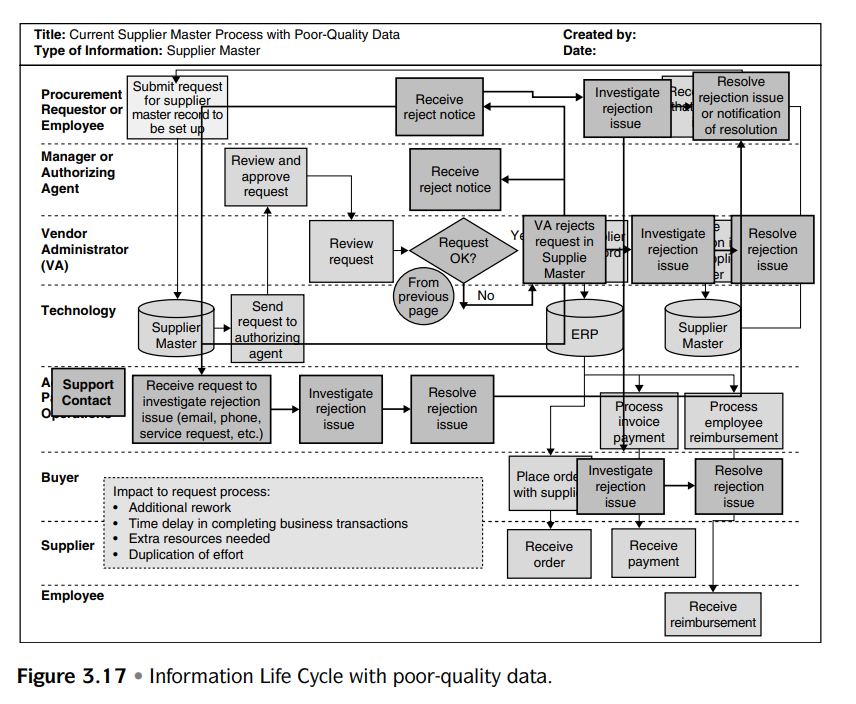 Title: Current Supplier Master Process with Poor-Quality Data
Created by:
Type of Information: Supplier Master
Date:
Procurement
Requestor or
Employee
Submit request
for supplier
master record to
be set up
Receive
reject notice
Investigate
rejection
issue
Resolve
rejection issue
or notification
of resolution
Manager or
Authorizing
Agent
Review and
approve
request
Receive
reject notice
Vendor
Administrator
(VA)
Review
request
Request
OK?
VA rejects
request in
Supplie
Master
Investigate
rejection
issue
Resolve
rejection
issue
From
previous
page
No
Technology
Supplier
Master
Send
request to
authorizing
agent
ERP
Supplier
Master
Support
Contact
Receive request to
investigate rejection
issue (email, phone,
service request, etc.)
Investigate
rejection
issue
Resolve
rejection
issue
Process
invoice
payment
Process
employee
reimbursement
Buyer
Place
with
Investigate
rejection
issue
Resolve
rejection
issue
Impact to request process:
• Additional rework
• Time delay in completing business transactions
• Extra resources needed
• Duplication of effort
Supplier
Receive
order
Receive
payment
Employee
Receive
reimbursement
Figure 3.17 • Information Life Cycle with poor-quality data.